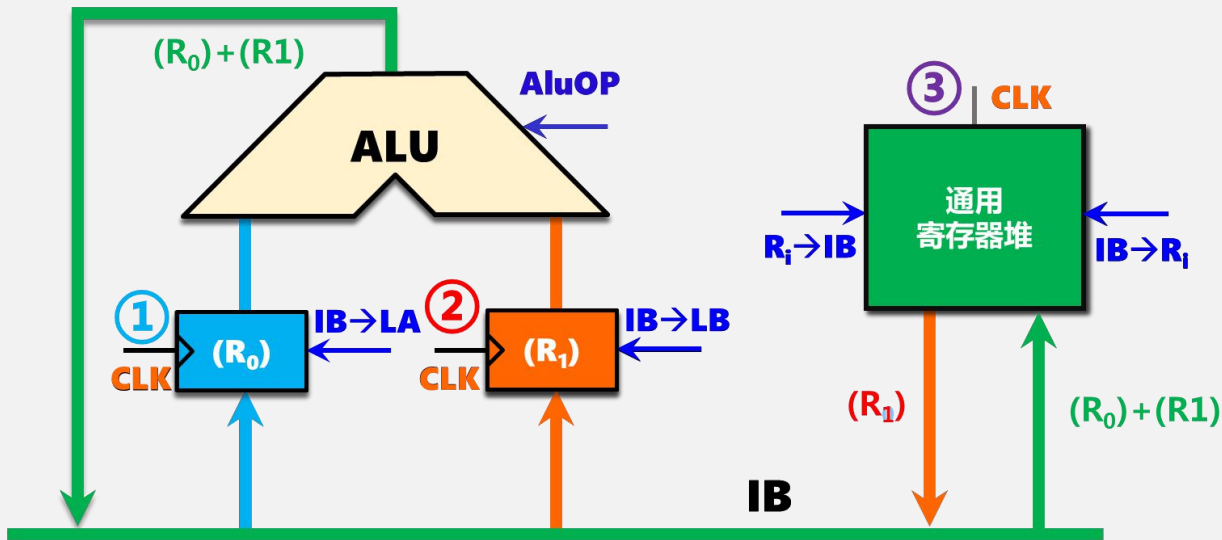 (R₀)+(R1)
AluOP
ALU
③
CLK
通用
寄存器堆
Rᵢ→IB
IB→Rᵢ
①
IB→LA
(R₀)
CLK
②
IB→LB
(R₁)
CLK
(R₁)
(R₀)+(R1)
IB